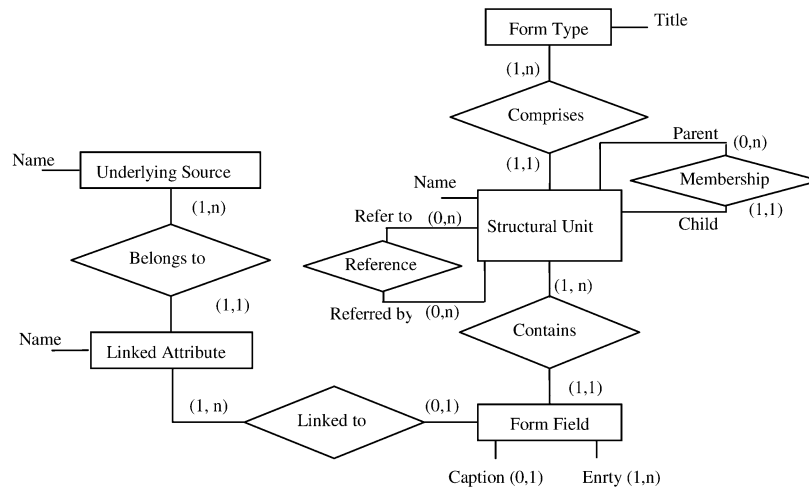 Form Type
Title
(1,n)
Comprises
(1,1)
Parent
(0,n)
Membership
(1,1)
Child
Name
Underlying Source
(1,n)
Belongs to
(1,1)
Name
Linked Attribute
Name
Structural Unit
Refer to (0,n)
Reference
Referred by (0,n)
(1, n)
Contains
(1,1)
(1, n)
Linked to
(0,1)
Form Field
Caption (0,1)
Enrty (1,n)